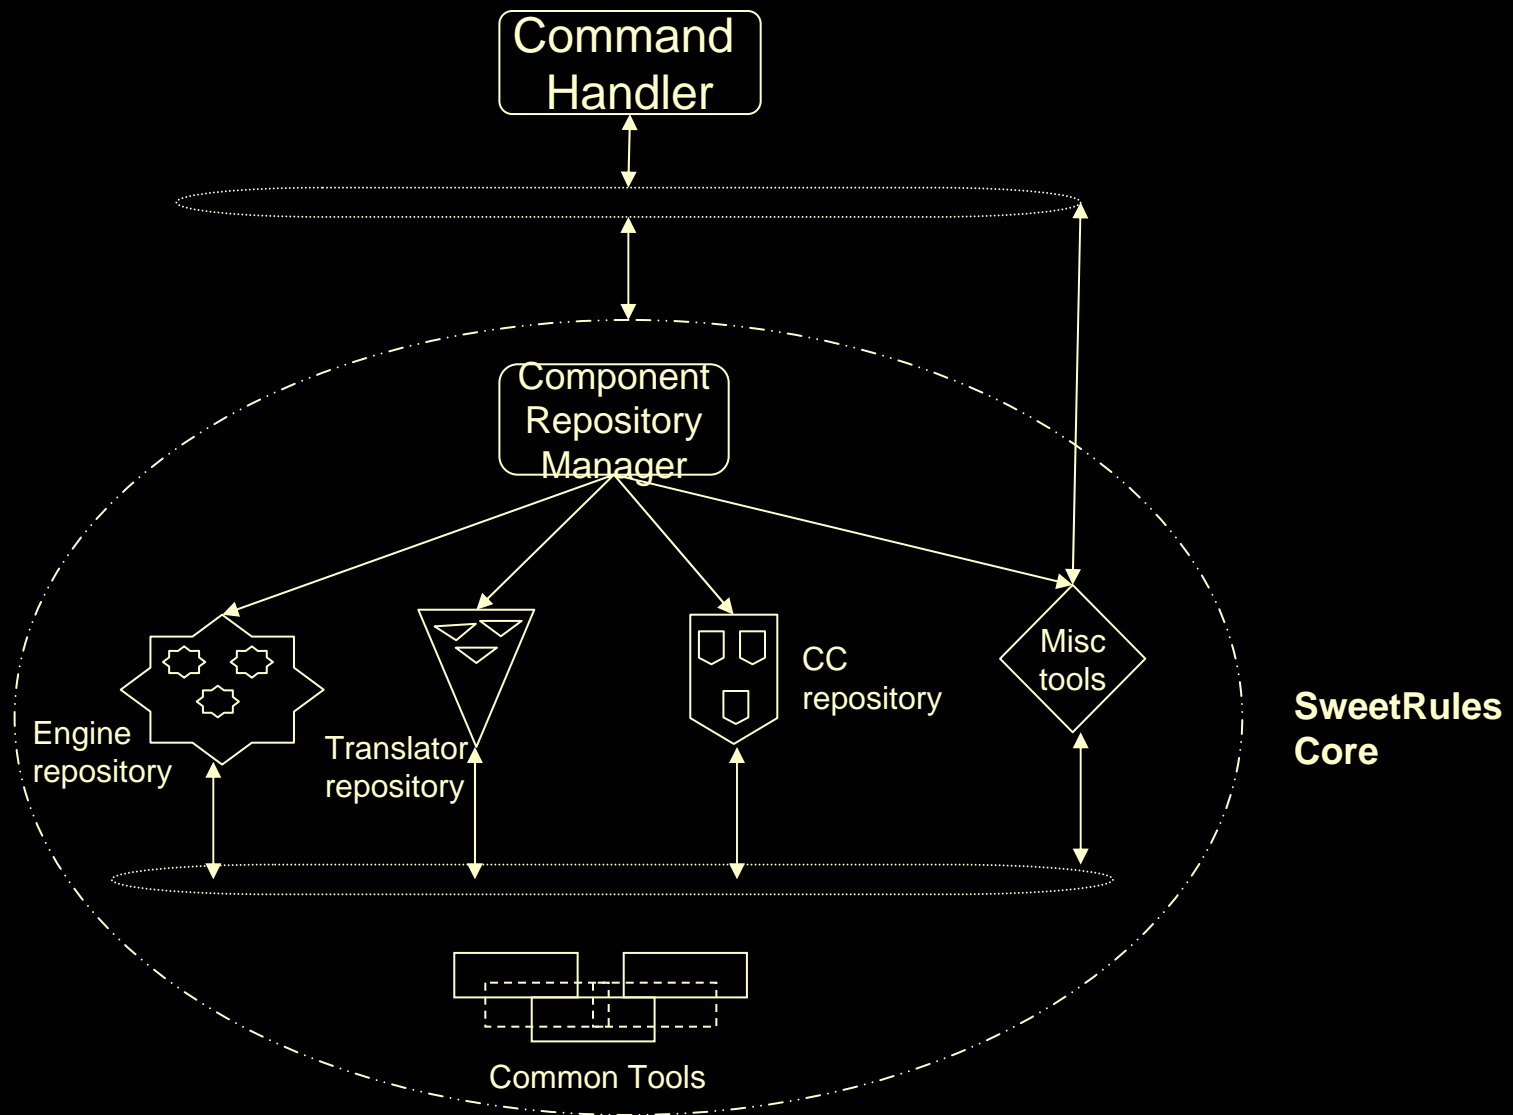 Command
Handler
Component
Repository
Manager
Engine
repository
Translator
repository
CC
repository
Misc
tools
SweetRules
Core
Common Tools